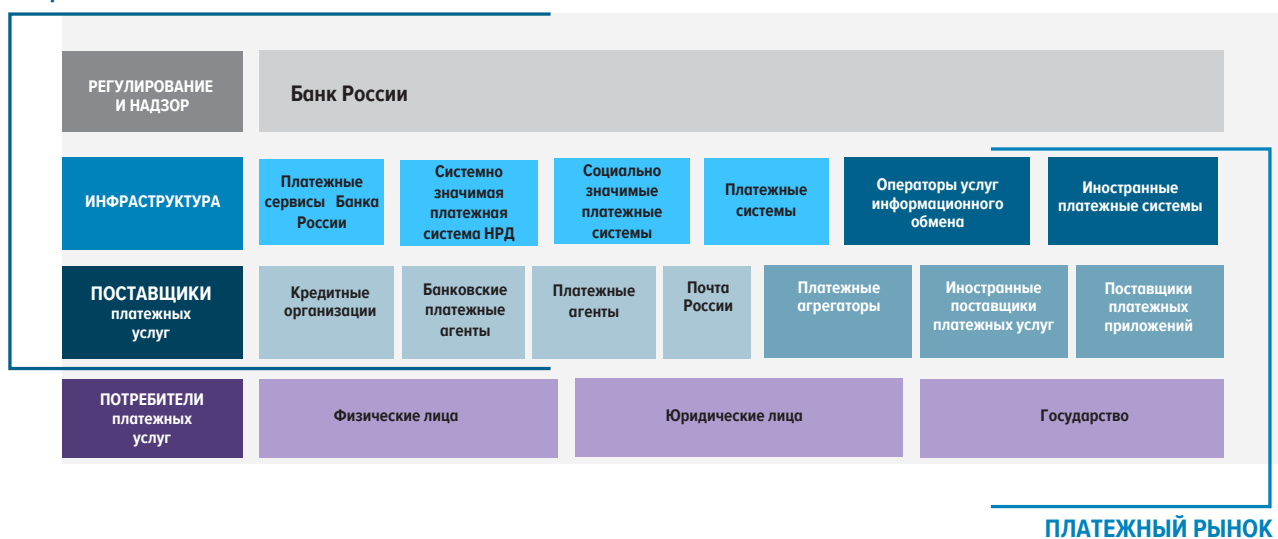 РЕГУЛИРОВАНИЕ
И НАДЗОР
Банк России
ИНФРАСТРУКТУРА
Платежные
сервисы Банка
России
Системно
значимая
платежная
система НРД
Социально
значимые
платежные
системы
Платежные
системы
Операторы услуг
информационного
обмена
Иностранные
платежные системы
ПОСТАВЩИКИ
платежных
услуг
Кредитные
организации
Банковские
платежные
агенты
Платежные
агенты
Почта
России
Платежные
агрегаторы
Иностранные
поставщики
платежных услуг
Поставщики
платежных
приложений
ПОТРЕБИТЕЛИ
платежных
услуг
Физические лица
Юридические лица
Государство
ПЛАТЕЖНЫЙ РЫНОК